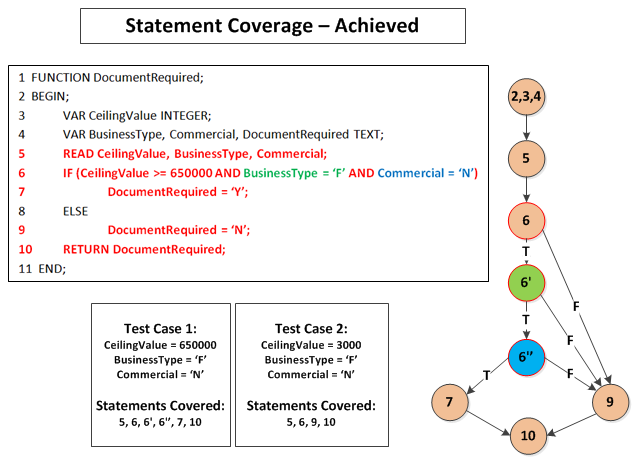 Statement Coverage – Achieved
1 FUNCTION DocumentRequired;
2 BEGIN;
3 VAR CeilingValue INTEGER;
4 VAR BusinessType, Commercial, DocumentRequired TEXT;
5 READ CeilingValue, BusinessType, Commercial;
6 IF (CeilingValue >= 650000 AND BusinessType = ‘F’ AND Commercial = ‘N’)
7 DocumentRequired = ‘Y’;
8 ELSE
9 DocumentRequired = ‘N’;
10 RETURN DocumentRequired;
11 END;
Test Case 1:
CeilingValue = 650000
BusinessType = ‘F’
Commercial = ‘N’
Statements Covered:
5, 6, 6', 6’’, 7, 10
Test Case 2:
CeilingValue = 3000
BusinessType = ‘F’
Commercial = ‘N’
Statements Covered:
5, 6, 9, 10
2,3,4
5
6
T
F
6'
T
F
6’’
T
F
7
9
10